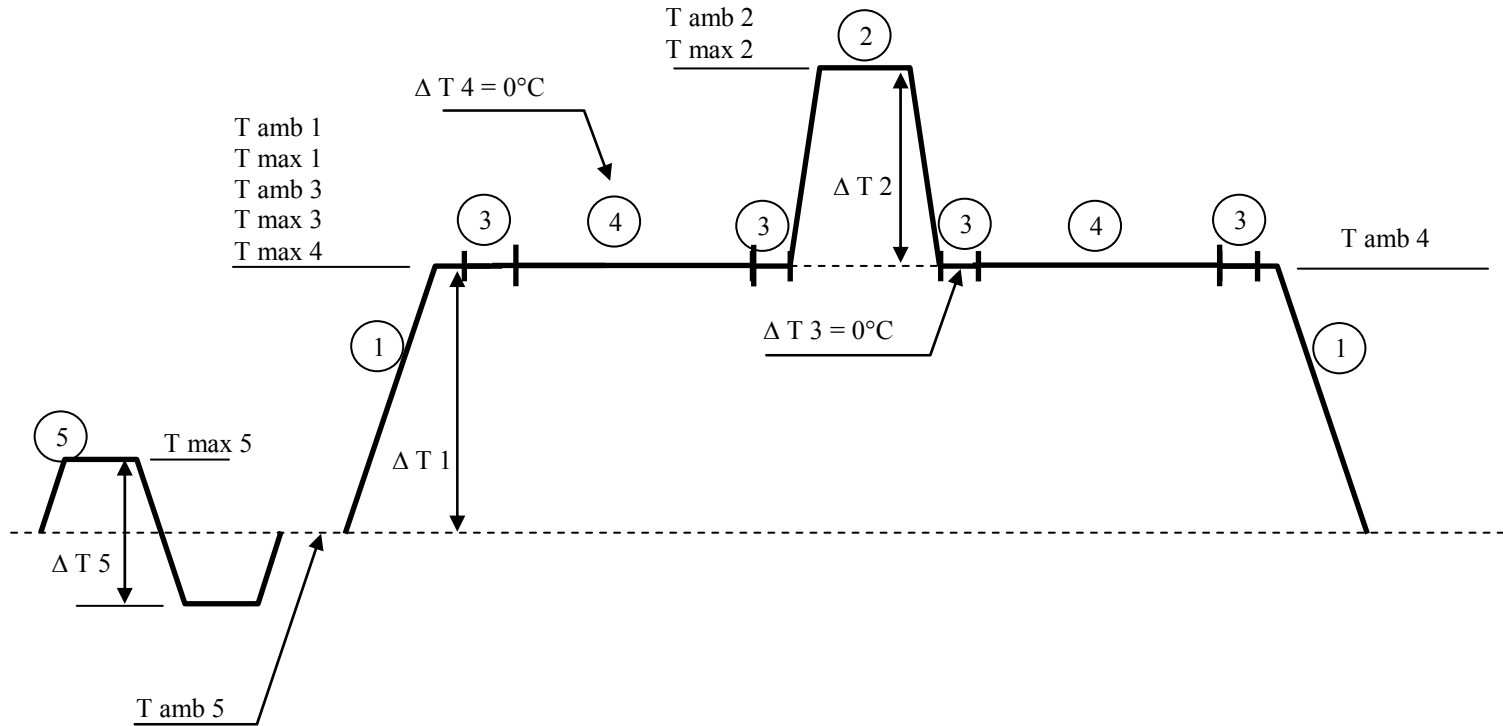 T amb 2
T max 2
2
Δ T 4 = 0°C
T amb 1
T max 1
T amb 3
T max 3
T max 4
3
4
3
Δ T 2
3
4
3
T amb 4
1
Δ T 3 = 0°C
1
5
T max 5
Δ T 1
Δ T 5
T amb 5